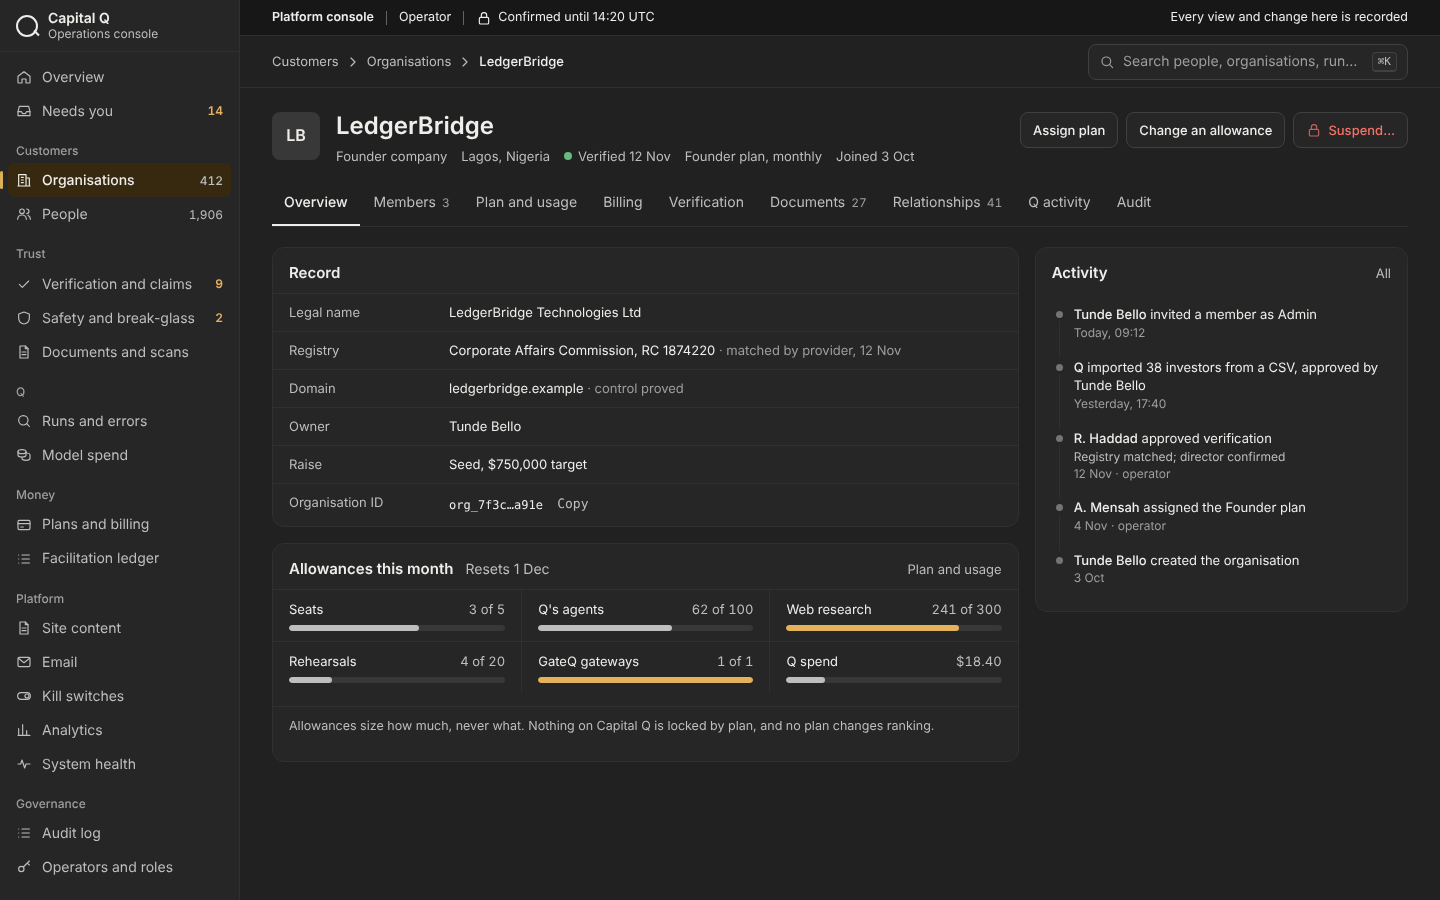 Capital Q
Operations console
Overview
Needs you 14
Customers
Organisations 412
People 1,906
Trust
Verification and claims 9
Safety and break-glass 2
Documents and scans
Q
Runs and errors
Model spend
Money
Plans and billing
Facilitation ledger
Platform
Site content
Email
Kill switches
Analytics
System health
Governance
Audit log
Operators and roles
Platform console Operator Confirmed until 14:20 UTC Every view and change here is recorded
Customers Organisations LedgerBridge
Search people, organisations, run... ⌘K
LB
LedgerBridge
Founder company Lagos, Nigeria Verified 12 Nov Founder plan, monthly Joined 3 Oct
Assign plan Change an allowance Suspend...
Overview Members 3 Plan and usage Billing Verification Documents 27 Relationships 41 Q activity Audit
Record
Legal name LedgerBridge Technologies Ltd
Registry Corporate Affairs Commission, RC 1874220 · matched by provider, 12 Nov
Domain ledgerbridge.example · control proved
Owner Tunde Bello
Raise Seed, $750,000 target
Organisation ID org_7f3c…a91e Copy
Allowances this month Resets 1 Dec Plan and usage
Seats 3 of 5 Q's agents 62 of 100 Web research 241 of 300
Rehearsals 4 of 20 GateQ gateways 1 of 1 Q spend $18.40
Allowances size how much, never what. Nothing on Capital Q is locked by plan, and no plan changes ranking.
Activity All
Tunde Bello invited a member as Admin
Today, 09:12
Q imported 38 investors from a CSV, approved by
Tunde Bello
Yesterday, 17:40
R. Haddad approved verification
Registry matched; director confirmed
12 Nov · operator
A. Mensah assigned the Founder plan
4 Nov · operator
Tunde Bello created the organisation
3 Oct